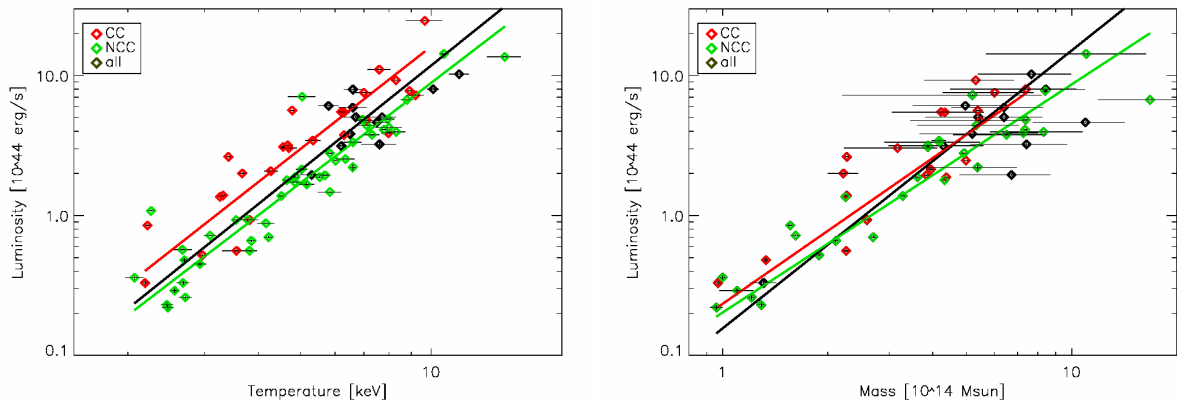 CC
NCC
all
10.0
1.0
0.1
Luminosity [10^44 erg/s]
10
Temperature [keV]
CC
NCC
all
10.0
1.0
0.1
Luminosity [10^44 erg/s]
1
10
Mass [10^14 Msun]